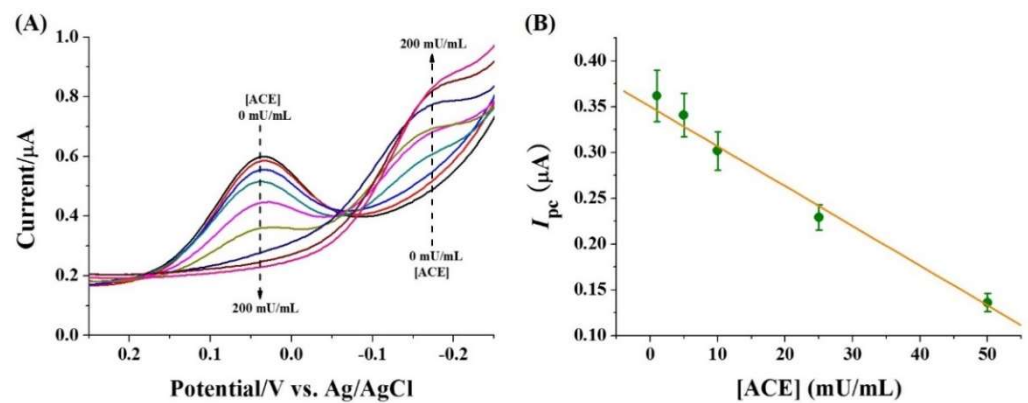 (A)
1.0
0.8
0.6
0.4
0.2
0.0
Current/μA
[ACE]
0 mU/mL
200 mU/mL
200 mU/mL
0 mU/mL
[ACE]
0.2
0.1
0.0
-0.1
-0.2
Potential/V vs. Ag/AgCl
(B)
0.40
0.35
0.30
0.25
0.20
0.15
0.10
Ipc (μA)
0
10
20
30
40
50
[ACE] (mU/mL)